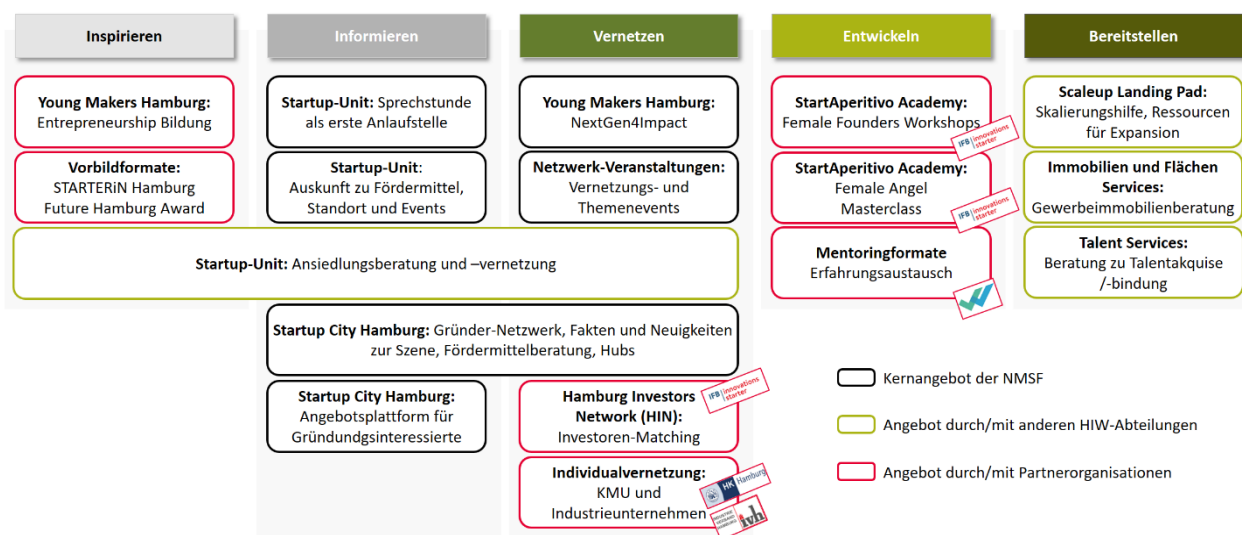 Inspirieren
Informieren
Vernetzen
Entwickeln
Bereitstellen
Young Makers Hamburg:
Entrepreneurship Bildung
Vorbildformate:
STARTERiN Hamburg
Future Hamburg Award
Startup-Unit: Sprechstunde
als erste Anlaufstelle
Startup-Unit:
Auskunft zu Fördermittel,
Standort und Events
Young Makers Hamburg:
NextGen4Impact
Netzwerk-Veranstaltungen:
Vernetzungs- und
Themenevents
Startup-Unit: Ansiedlungsberatung und –vernetzung
Startup City Hamburg: Gründer-Netzwerk, Fakten und Neuigkeiten
zur Szene, Fördermittelberatung, Hubs
Startup City Hamburg:
Angebotsplattform für
Gründundgsinteressierte
Hamburg Investors
Network (HIN):
Investoren-Matching
IFB innovations
starter
Individualvernetzung:
KMU und
Industrieunternehmen
HK Hamburg
ivh
StartAperitivo Academy:
Female Founders Workshops
IFB innovations
starter
StartAperitivo Academy:
Female Angel
Masterclass
IFB innovations
starter
Mentoringformate
Erfahrungsaustausch
Scaleup Landing Pad:
Skalierungshilfe, Ressourcen
für Expansion
Immobilien und Flächen
Services:
Gewerbeimmobilienberatung
Talent Services:
Beratung zu Talentakquise
/-bindung
Kernangebot der NMSF
Angebot durch/mit anderen HIW-Abteilungen
Angebot durch/mit Partnerorganisationen